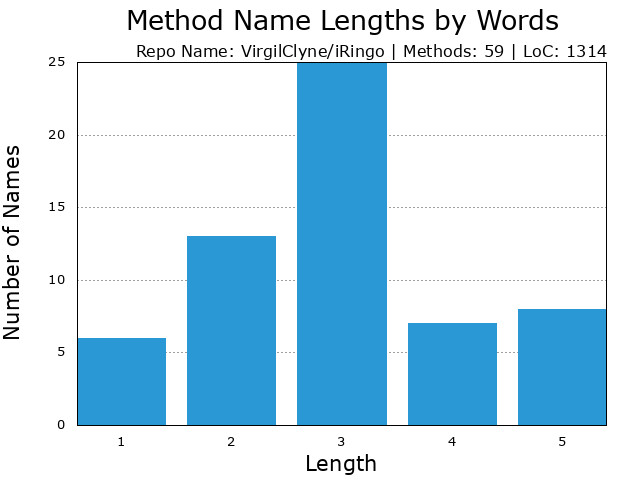 Method Name Lengths by Words
Repo Name: VirgilClyne/iRingo | Methods: 59 | LoC: 1314
25
20
15
10
5
0
Number of Names
1 2 3 4 5
Length